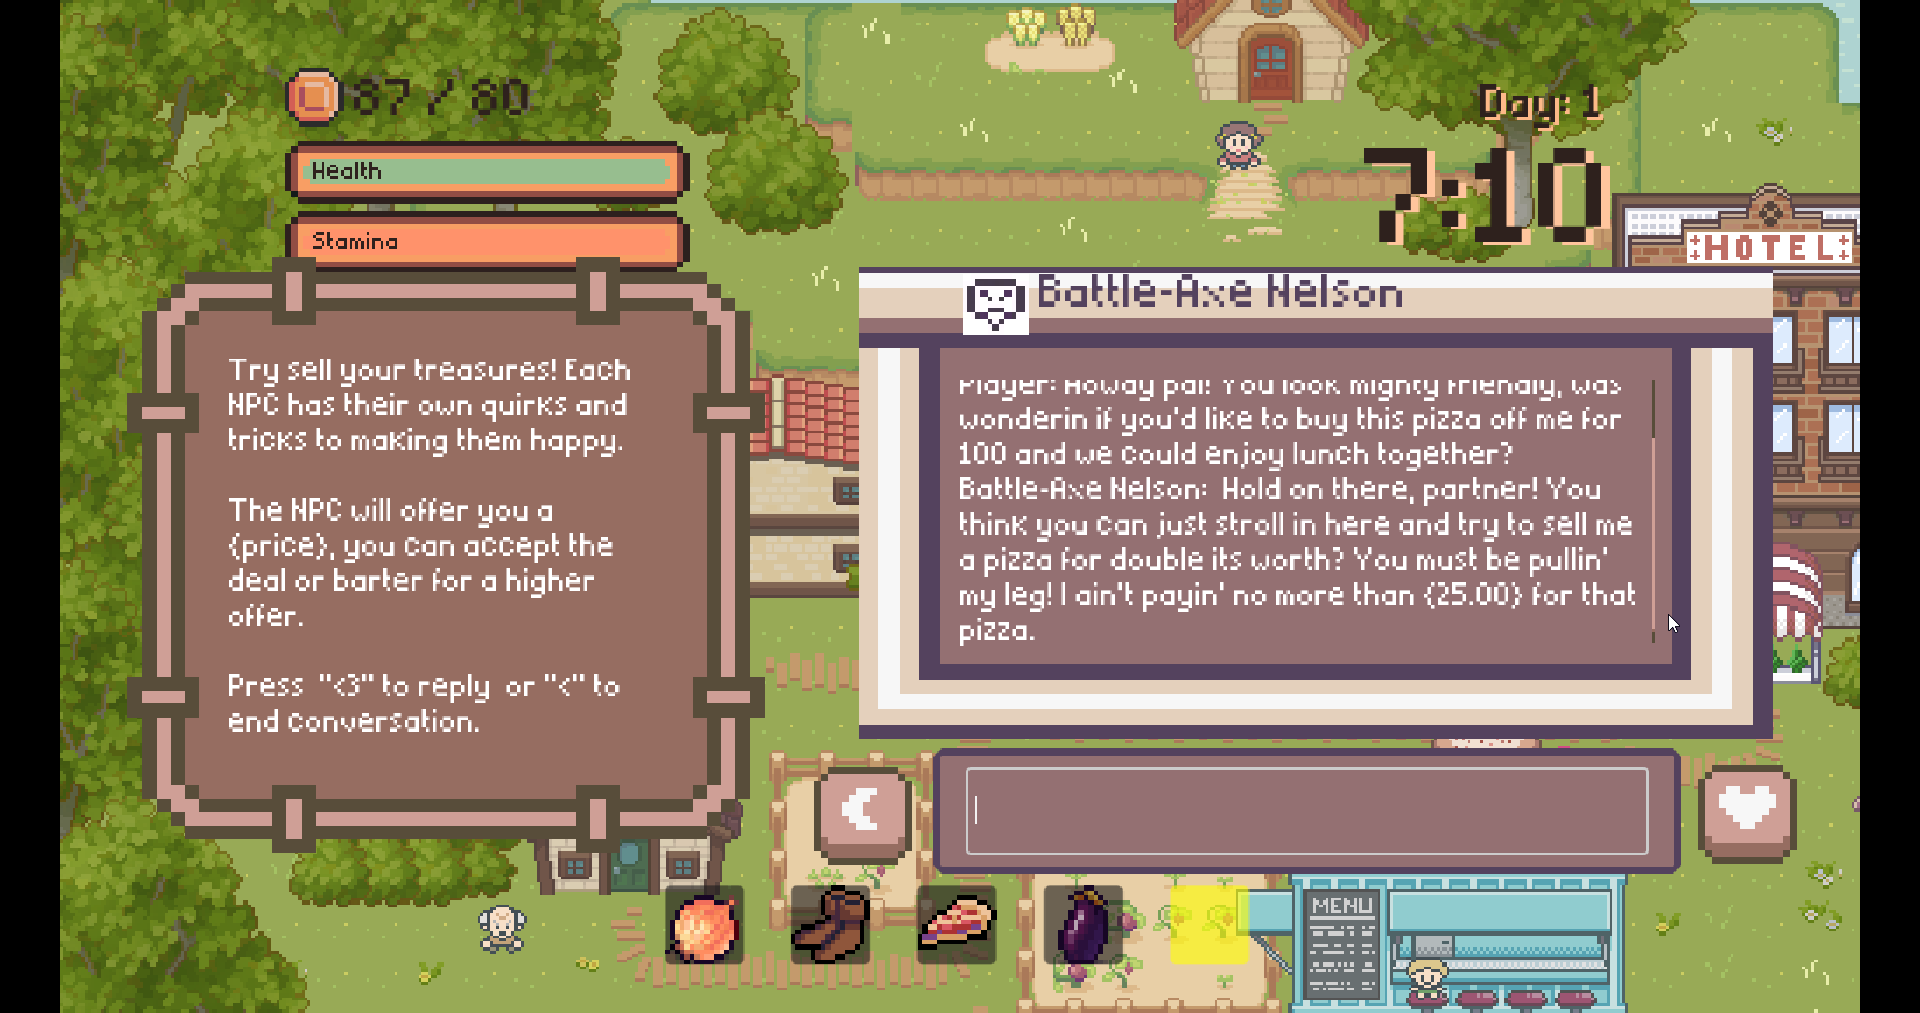 87 / 80
Health
Stamina
Day: 1
7:10
HOTEL
Try sell your treasures! Each
NPC has their own quirks and
tricks to making them happy.
The NPC will offer you a
{price}, you can accept the
deal or barter for a higher
offer.
Press "<3" to reply or "<" to
end conversation.
Battle-Axe Nelson
Player: Howay pal! You look mighty friendly, was
wonderin if you'd like to buy this pizza off me for
100 and we could enjoy lunch together?
Battle-Axe Nelson: Hold on there, partner! You
think you can just stroll in here and try to sell me
a pizza for double its worth? You must be pullin'
my leg! I ain't payin' no more than {25.00} for that
pizza.
MENU